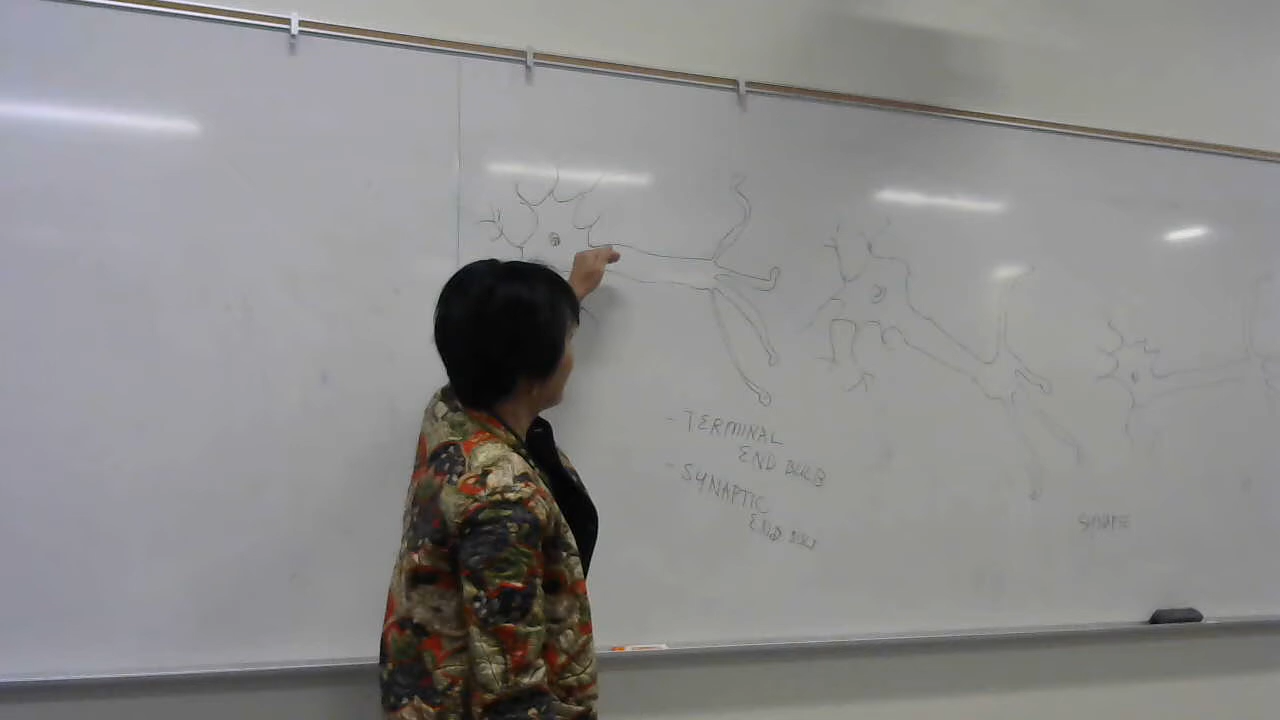 - TERMINAL
END BULB
- SYNAPTIC
END BULB
SYNAPSE